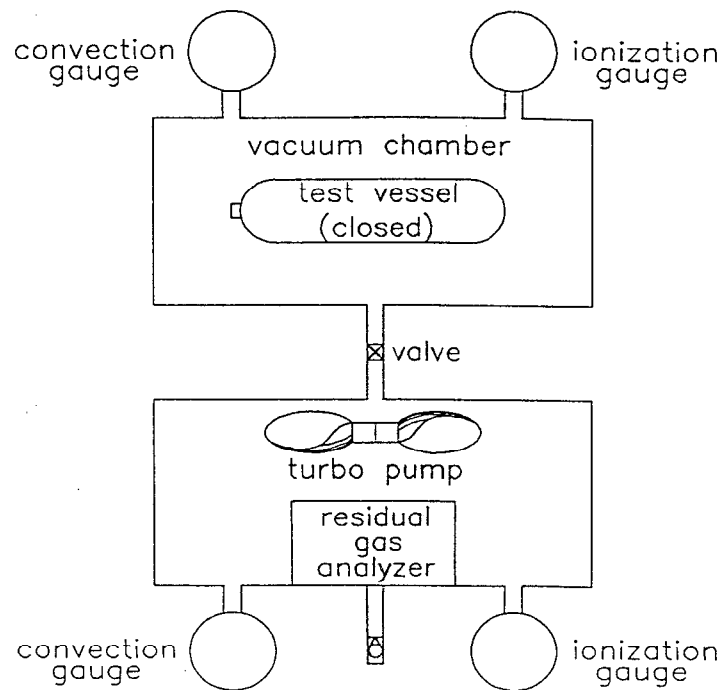 convection
gauge
ionization
gauge
vacuum chamber
test vessel
(closed)
valve
turbo pump
residual
gas
analyzer
convection
gauge
ionization
gauge